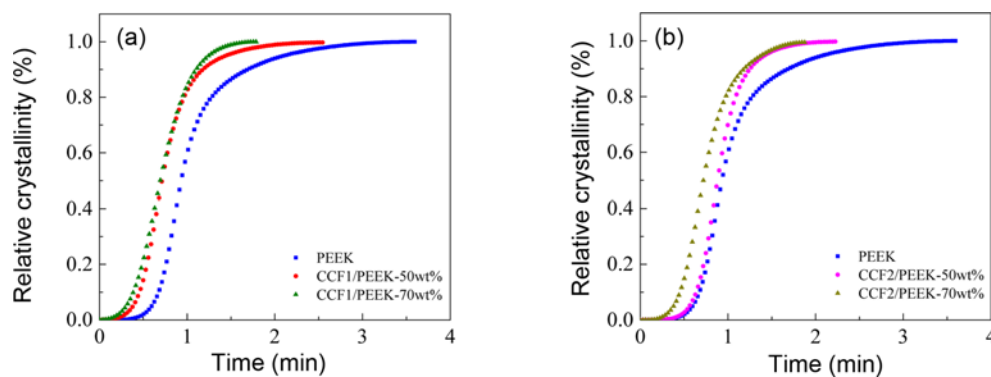 (a)
Relative crystallinity (%)
1.0
0.8
0.6
0.4
0.2
0.0
PEEK
CCF1/PEEK-50wt%
CCF1/PEEK-70wt%
0 1 2 3 4
Time (min)
(b)
Relative crystallinity (%)
1.0
0.8
0.6
0.4
0.2
0.0
PEEK
CCF2/PEEK-50wt%
CCF2/PEEK-70wt%
0 1 2 3 4
Time (min)